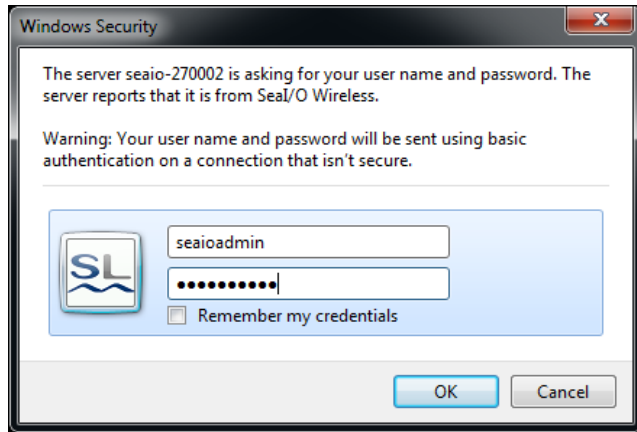 Windows Security
The server seaio-270002 is asking for your user name and password. The
server reports that it is from SeaI/O Wireless.
Warning: Your user name and password will be sent using basic
authentication on a connection that isn't secure.
SL
seaioadmin
●●●●●●●●●●
Remember my credentials
OK
Cancel